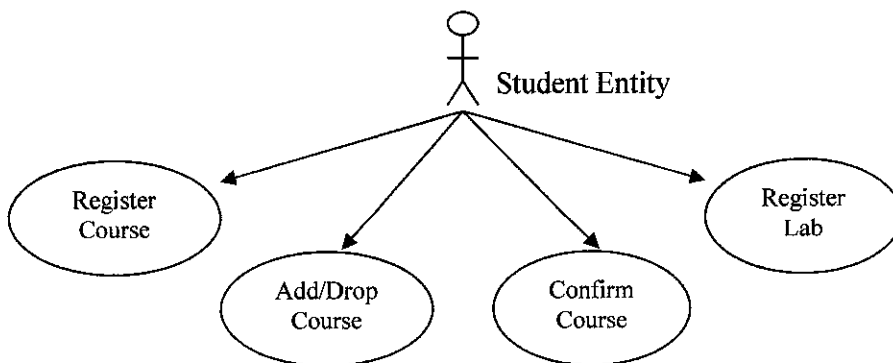 Student Entity
Register
Course
Register
Lab
Add/Drop
Course
Confirm
Course